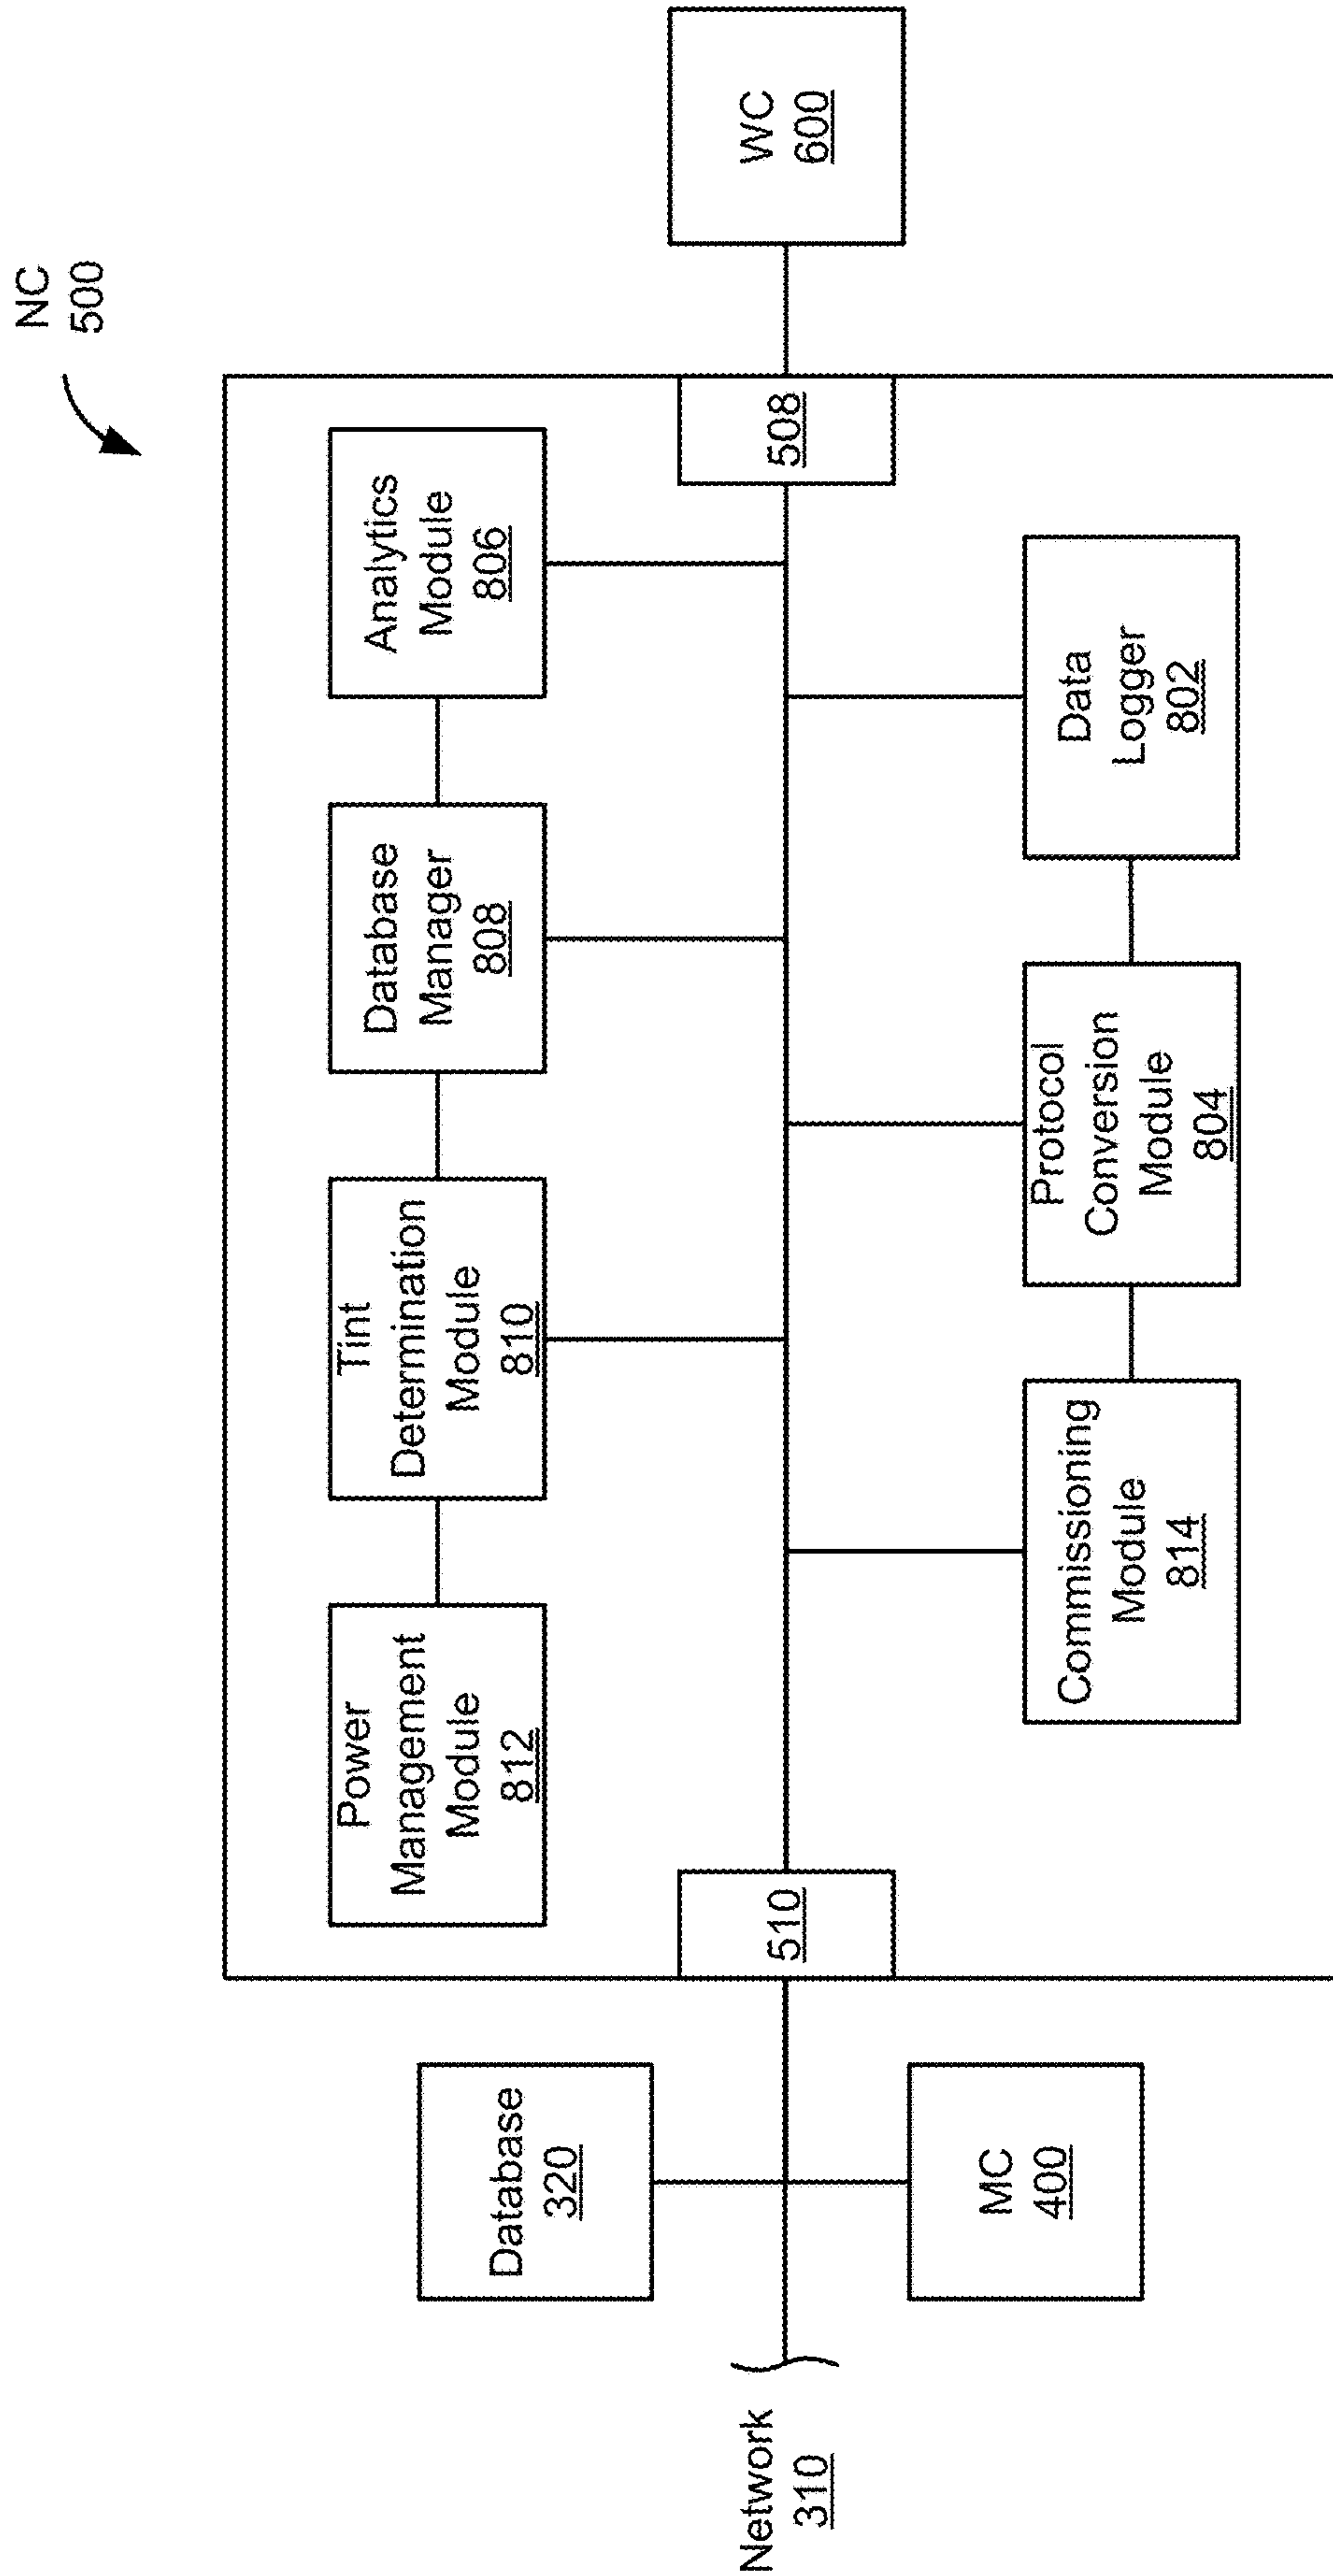 NC
500
Power
Management
Module
812
Tint
Determination
Module
810
Database
Manager
808
Analytics
Module
806
Database
320
Network
310
510
508
WC
600
MC
400
Commissioning
Module
814
Protocol
Conversion
Module
804
Data
Logger
802